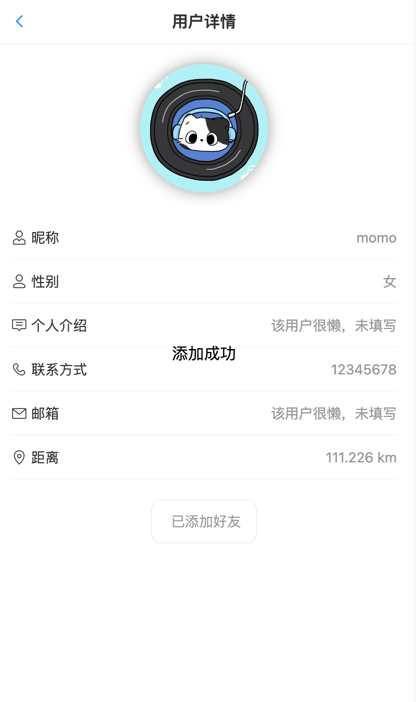 用户详情
昵称 momo
性别 女
个人介绍 该用户很懒，未填写
添加成功
联系方式 12345678
邮箱 该用户很懒，未填写
距离 111.226 km
已添加好友